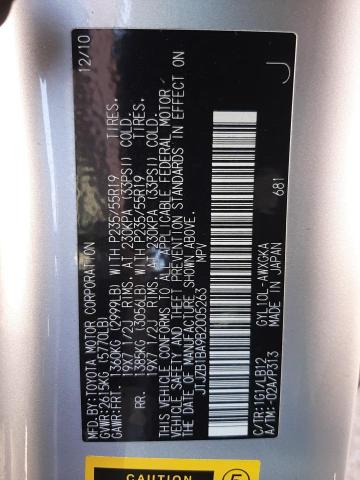 MFD.BY:TOYOTA MOTOR CORPORATION 12/10
GVWR:2615KG (5770LB)
GAWR:FRT. 1360KG (2999LB) WITH P235/55R19 TIRES,
19X7 1/2J RIMS, AT 230KPA (33PSI) COLD.
RR. 1385KG (3056LB) WITH P235/55R19 TIRES,
19X7 1/2J RIMS, AT 230KPA (33PSI) COLD.
THIS VEHICLE CONFORMS TO ALL APPLICABLE FEDERAL MOTOR
VEHICLE SAFETY AND THEFT PREVENTION STANDARDS IN EFFECT ON
THE DATE OF MANUFACTURE SHOWN ABOVE.
JTJZB1BA9B2005263 MPV
J
C/TR:1G1/LB12 GYL10L-AWXGKA 681
A/TM:-02A/P313 MADE IN JAPAN
CAUTION
5